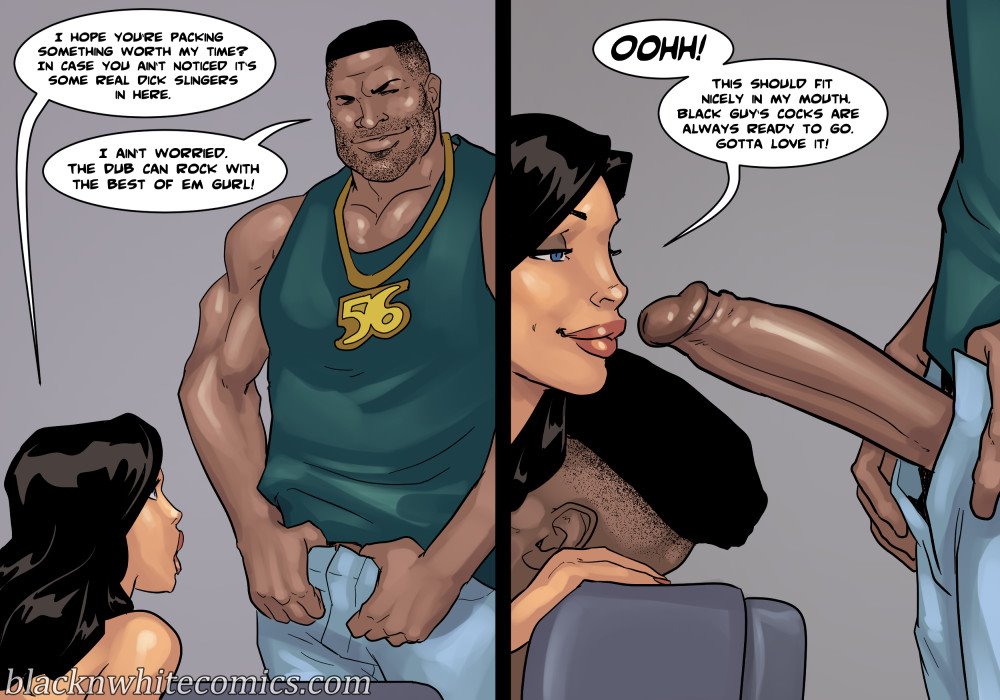 I HOPE YOU'RE PACKING
SOMETHING WORTH MY TIME?
IN CASE YOU AIN'T NOTICED IT'S
SOME REAL DICK SLINGERS
IN HERE.
I AIN'T WORRIED.
THE DUB CAN ROCK WITH
THE BEST OF EM GURL!
56
OOHH!
THIS SHOULD FIT
NICELY IN MY MOUTH.
BLACK GUY'S COCKS ARE
ALWAYS READY TO GO.
GOTTA LOVE IT!
blacknwhitecomics.com